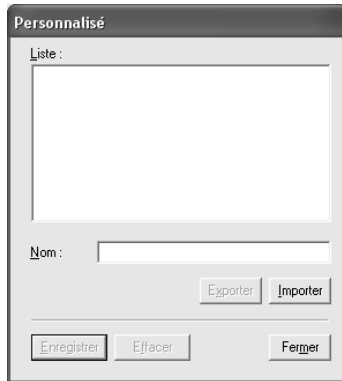 Personnalisé
Liste :
Nom :
Exporter Importer
Enregistrer Effacer Fermer